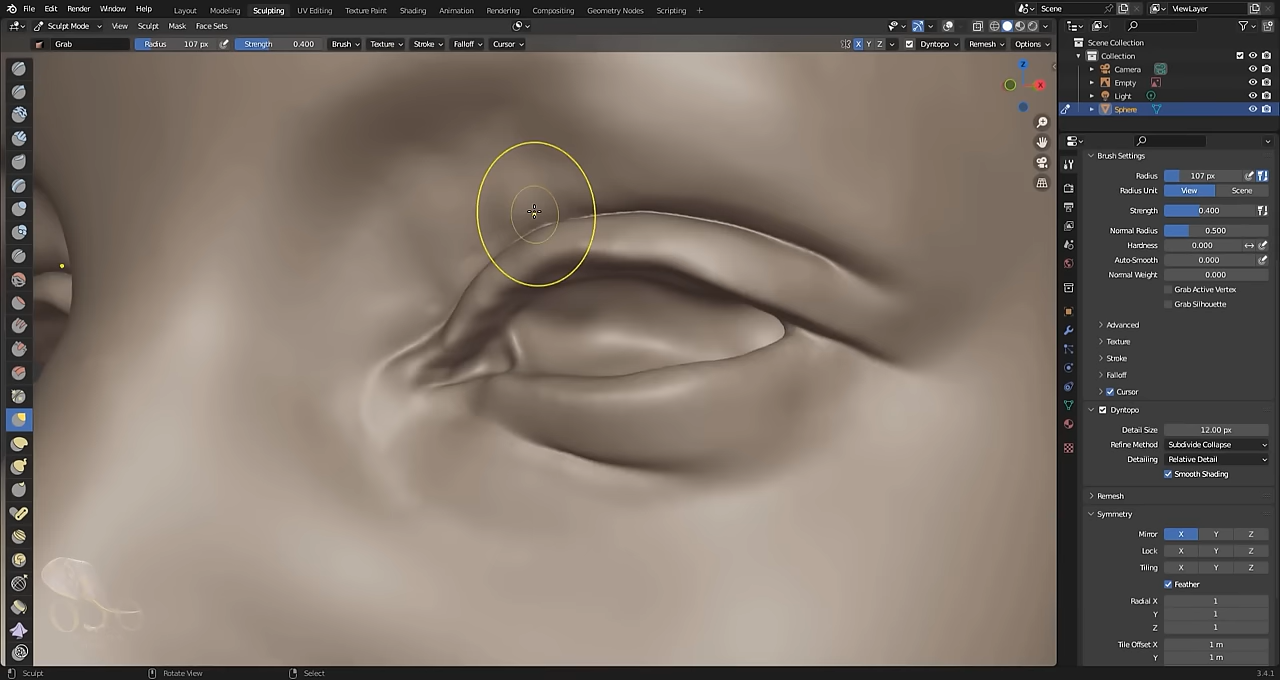 File Edit Render Window Help Layout Modeling Sculpting UV Editing Texture Paint Shading Animation Rendering Compositing Geometry Nodes Scripting + Scene ViewLayer
Sculpt Mode View Sculpt Mask Face Sets
Grab Radius 107 px Strength 0.400 Brush Texture Stroke Falloff Cursor X Y Z Dyntopo Remesh Options
Z
X
Scene Collection
Collection
Camera
Empty
Light
Sphere
Brush Settings
Radius 107 px
Radius Unit View Scene
Strength 0.400
Normal Radius 0.500
Hardness 0.000
Auto-Smooth 0.000
Normal Weight 0.000
Grab Active Vertex
Grab Silhouette
Advanced
Texture
Stroke
Falloff
Cursor
Dyntopo
Detail Size 12.00 px
Refine Method Subdivide Collapse
Detailing Relative Detail
Smooth Shading
Remesh
Symmetry
Mirror X Y Z
Lock X Y Z
Tiling X Y Z
Feather
Radial X 1
Y 1
Z 1
Tile Offset X 1 m
Y 1 m
Sculpt Rotate View Select 3.4.1